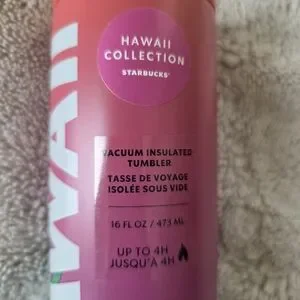 HAWAII
COLLECTION
STARBUCKS®
WAII
VACUUM INSULATED
TUMBLER
TASSE DE VOYAGE
ISOLÉE SOUS VIDE
16 FL OZ / 473 ML
UP TO 4H
JUSQU'À 4H